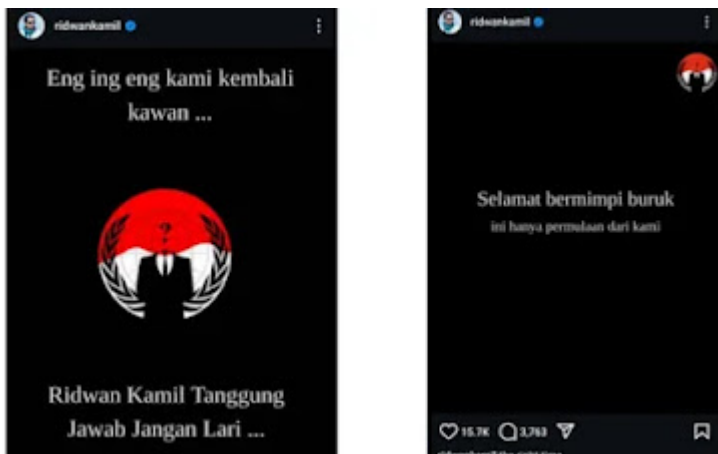 ridwankamil
Eng ing eng kami kembali
kawan ...
?
Ridwan Kamil Tanggung
Jawab Jangan Lari ...
ridwankamil
Selamat bermimpi buruk
ini hanya permulaan dari kami
15.7K 3,763